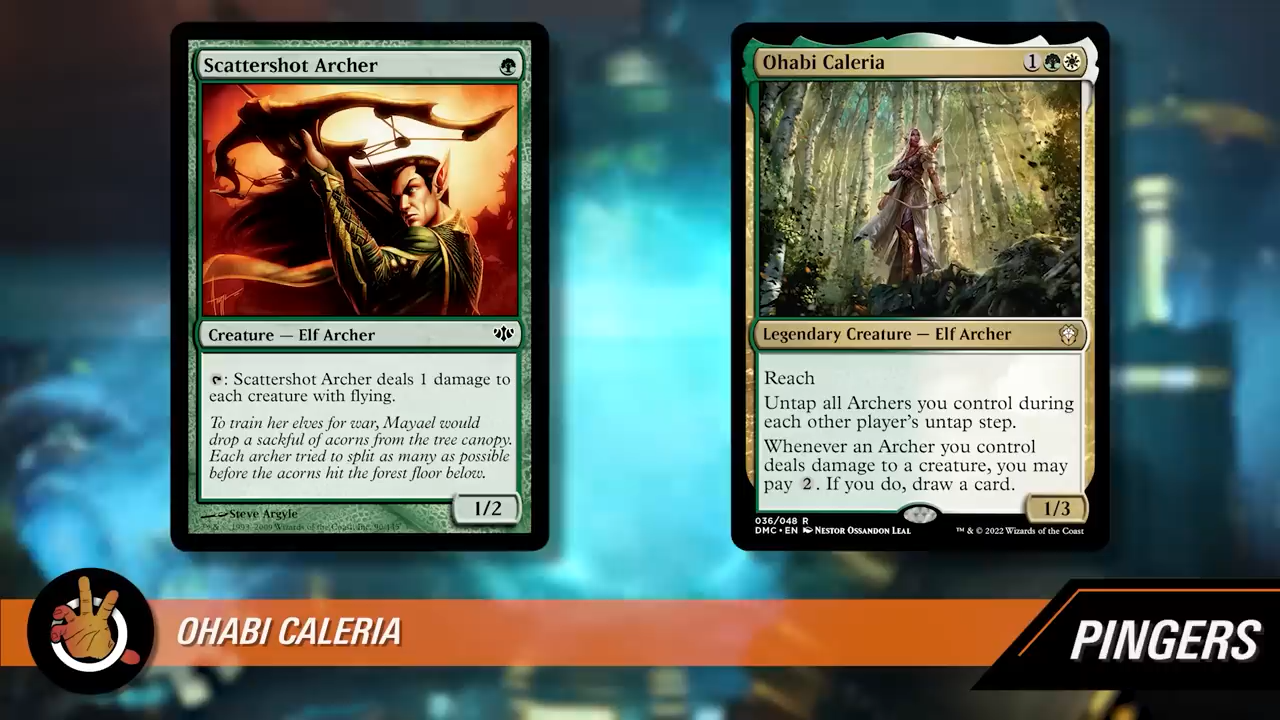 Scattershot Archer
Creature — Elf Archer
: Scattershot Archer deals 1 damage to
each creature with flying.
To train her elves for war, Mayael would
drop a sackful of acorns from the tree canopy.
Each archer tried to split as many as possible
before the acorns hit the forest floor below.
1/2
Steve Argyle
Ohabi Caleria
1
Legendary Creature — Elf Archer
Reach
Untap all Archers you control during
each other player's untap step.
Whenever an Archer you control
deals damage to a creature, you may
pay 2. If you do, draw a card.
1/3
036/048 R
DMC • EN Nestor Ossandon Leal
™ & © 2022 Wizards of the Coast
OHABI CALERIA
PINGERS